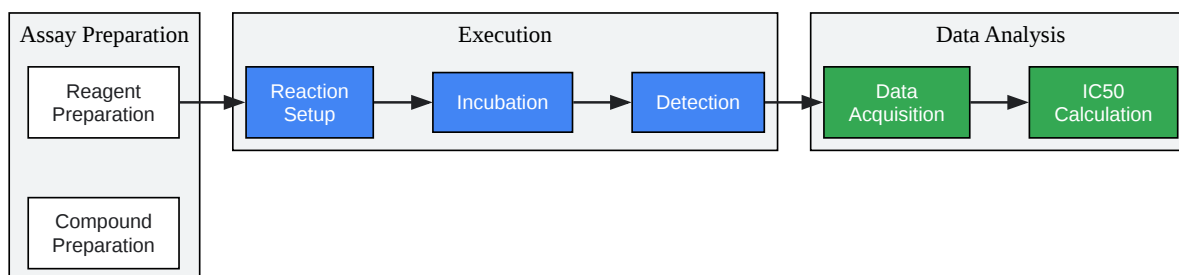 Assay Preparation
Reagent
Preparation
Compound
Preparation
Execution
Reaction
Setup
Incubation
Detection
Data Analysis
Data
Acquisition
IC50
Calculation